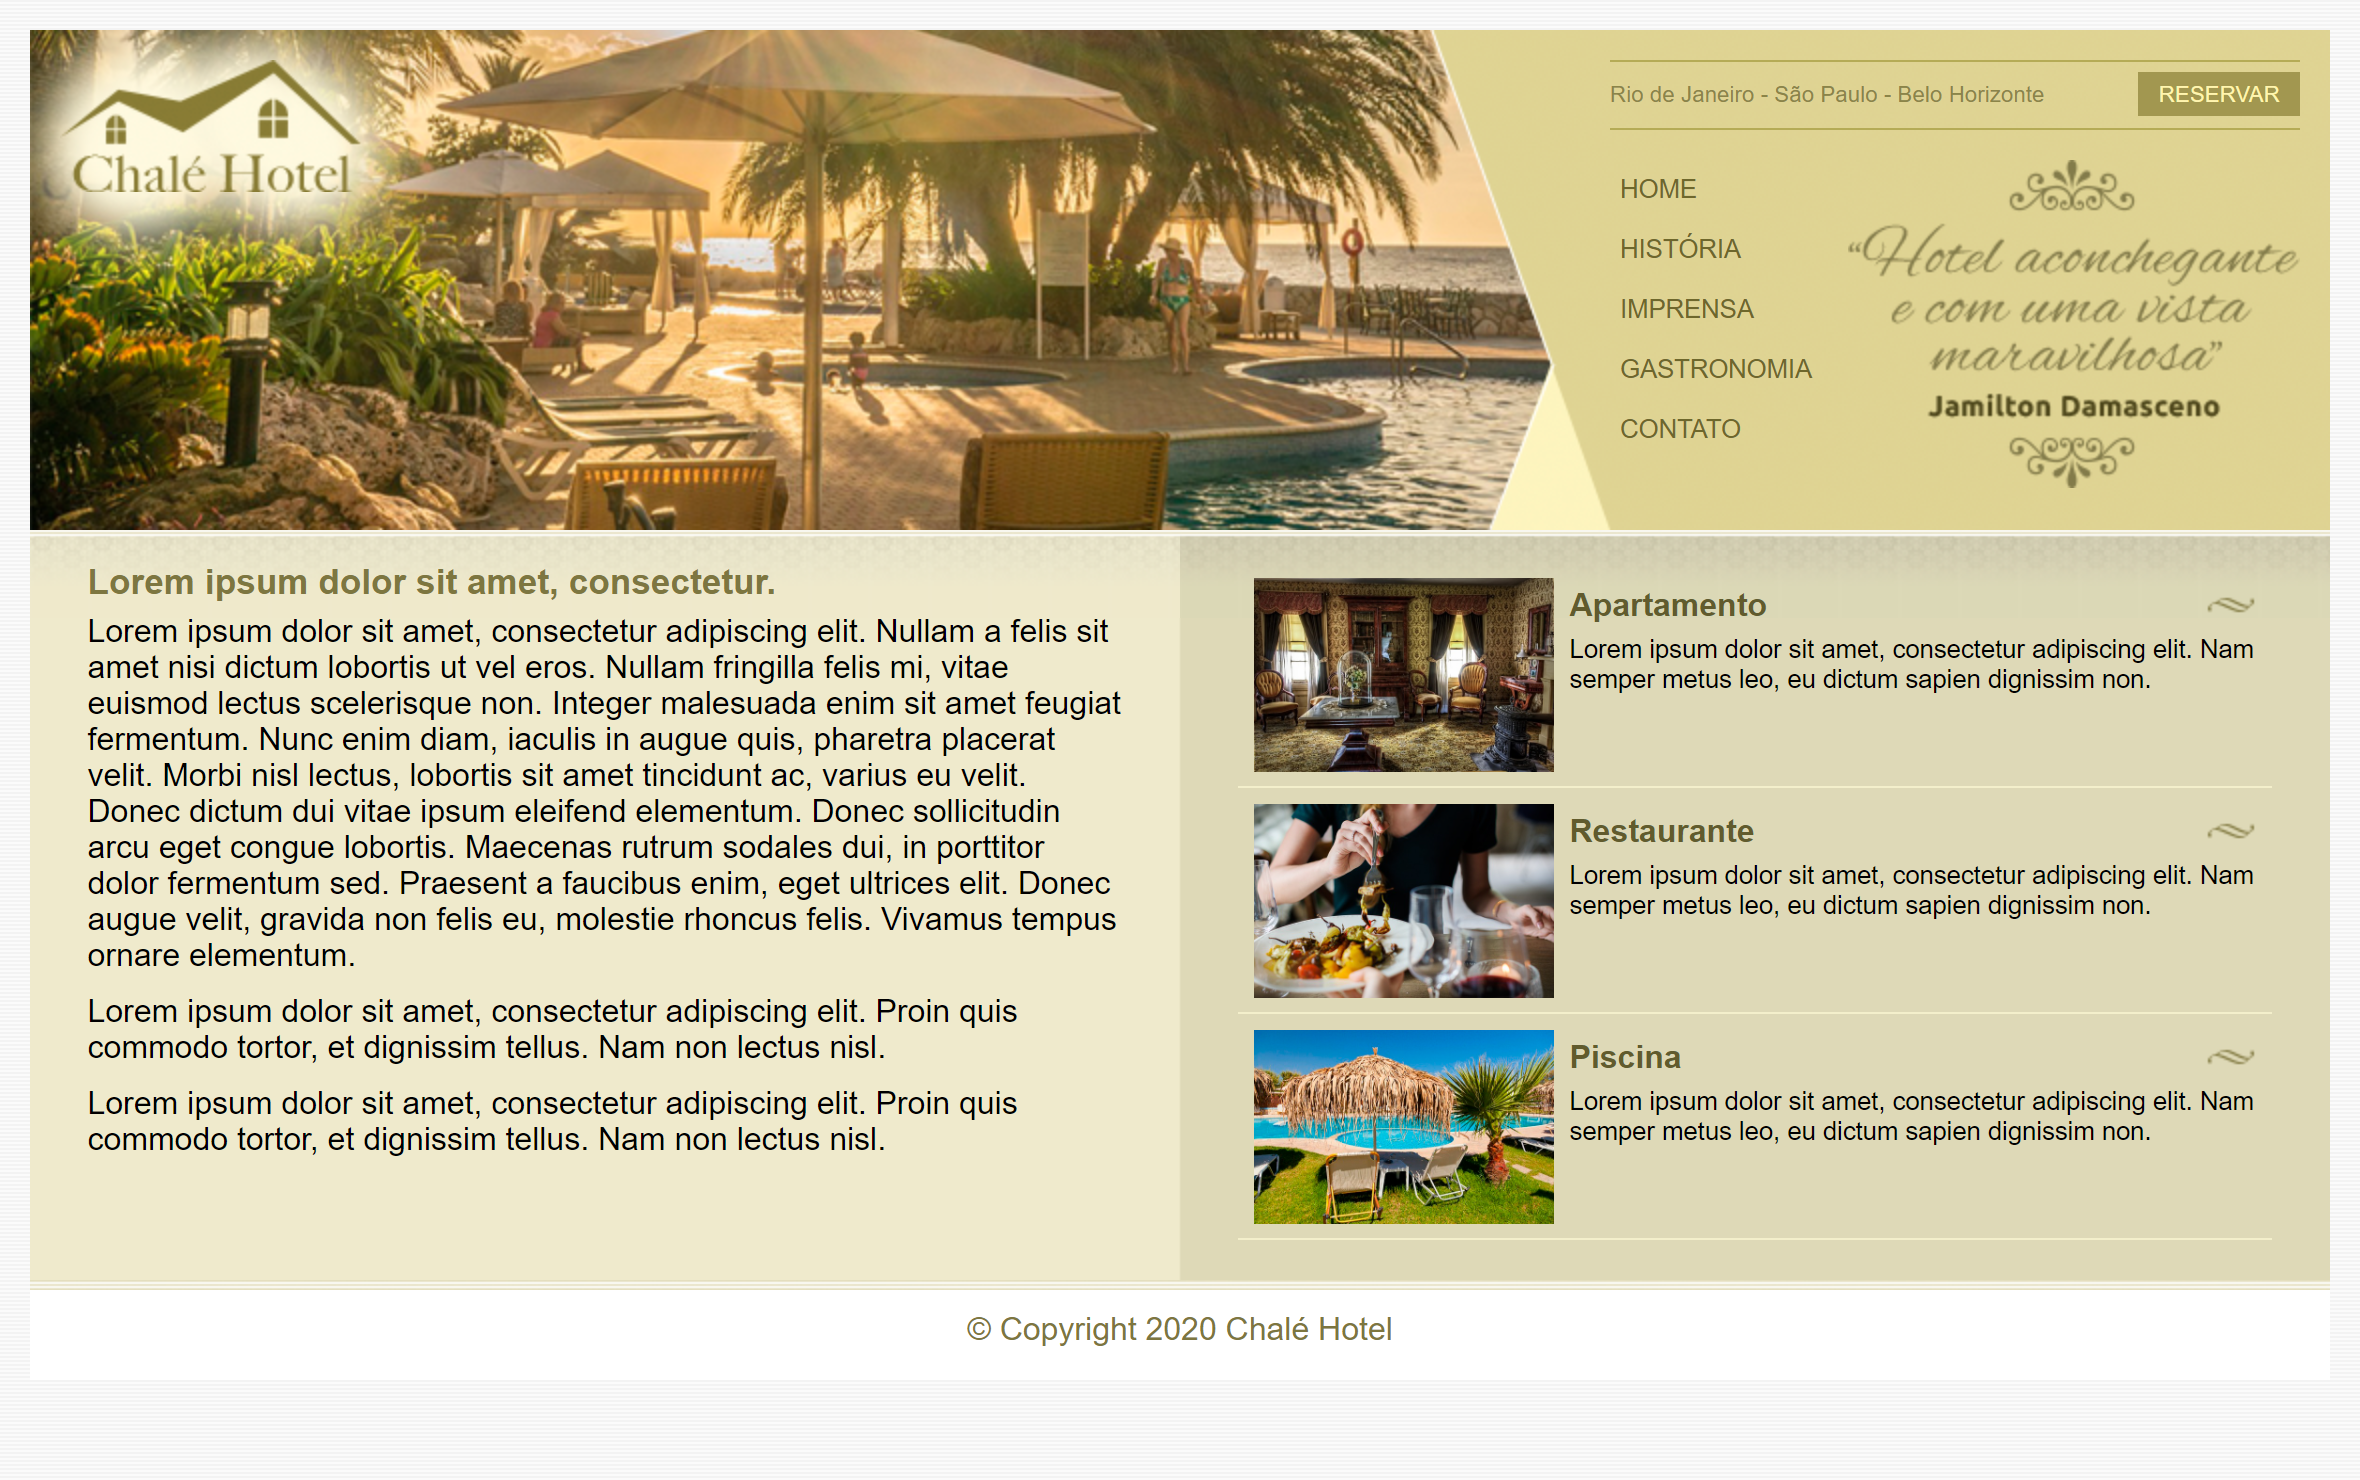 Chalé Hotel
Rio de Janeiro - São Paulo - Belo Horizonte
RESERVAR
HOME
HISTÓRIA
IMPRENSA
GASTRONOMIA
CONTATO
“Hotel aconchegante
e com uma vista
maravilhosa”
Jamilton Damasceno
Lorem ipsum dolor sit amet, consectetur.
Lorem ipsum dolor sit amet, consectetur adipiscing elit. Nullam a felis sit
amet nisi dictum lobortis ut vel eros. Nullam fringilla felis mi, vitae
euismod lectus scelerisque non. Integer malesuada enim sit amet feugiat
fermentum. Nunc enim diam, iaculis in augue quis, pharetra placerat
velit. Morbi nisl lectus, lobortis sit amet tincidunt ac, varius eu velit.
Donec dictum dui vitae ipsum eleifend elementum. Donec sollicitudin
arcu eget congue lobortis. Maecenas rutrum sodales dui, in porttitor
dolor fermentum sed. Praesent a faucibus enim, eget ultrices elit. Donec
augue velit, gravida non felis eu, molestie rhoncus felis. Vivamus tempus
ornare elementum.
Lorem ipsum dolor sit amet, consectetur adipiscing elit. Proin quis
commodo tortor, et dignissim tellus. Nam non lectus nisl.
Lorem ipsum dolor sit amet, consectetur adipiscing elit. Proin quis
commodo tortor, et dignissim tellus. Nam non lectus nisl.
Apartamento
Lorem ipsum dolor sit amet, consectetur adipiscing elit. Nam
semper metus leo, eu dictum sapien dignissim non.
Restaurante
Lorem ipsum dolor sit amet, consectetur adipiscing elit. Nam
semper metus leo, eu dictum sapien dignissim non.
Piscina
Lorem ipsum dolor sit amet, consectetur adipiscing elit. Nam
semper metus leo, eu dictum sapien dignissim non.
© Copyright 2020 Chalé Hotel